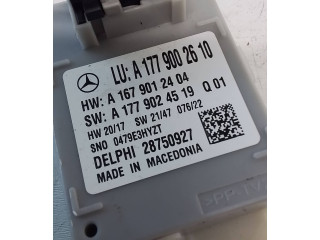 LU: A 177 900 26 10
HW: A 167 901 24 04
SW: A 177 902 45 19 Q 01
HW 20/17 SW 21/47 076/22
SNO 0479E3HYZT
DELPHI 28750927
MADE IN MACEDONIA